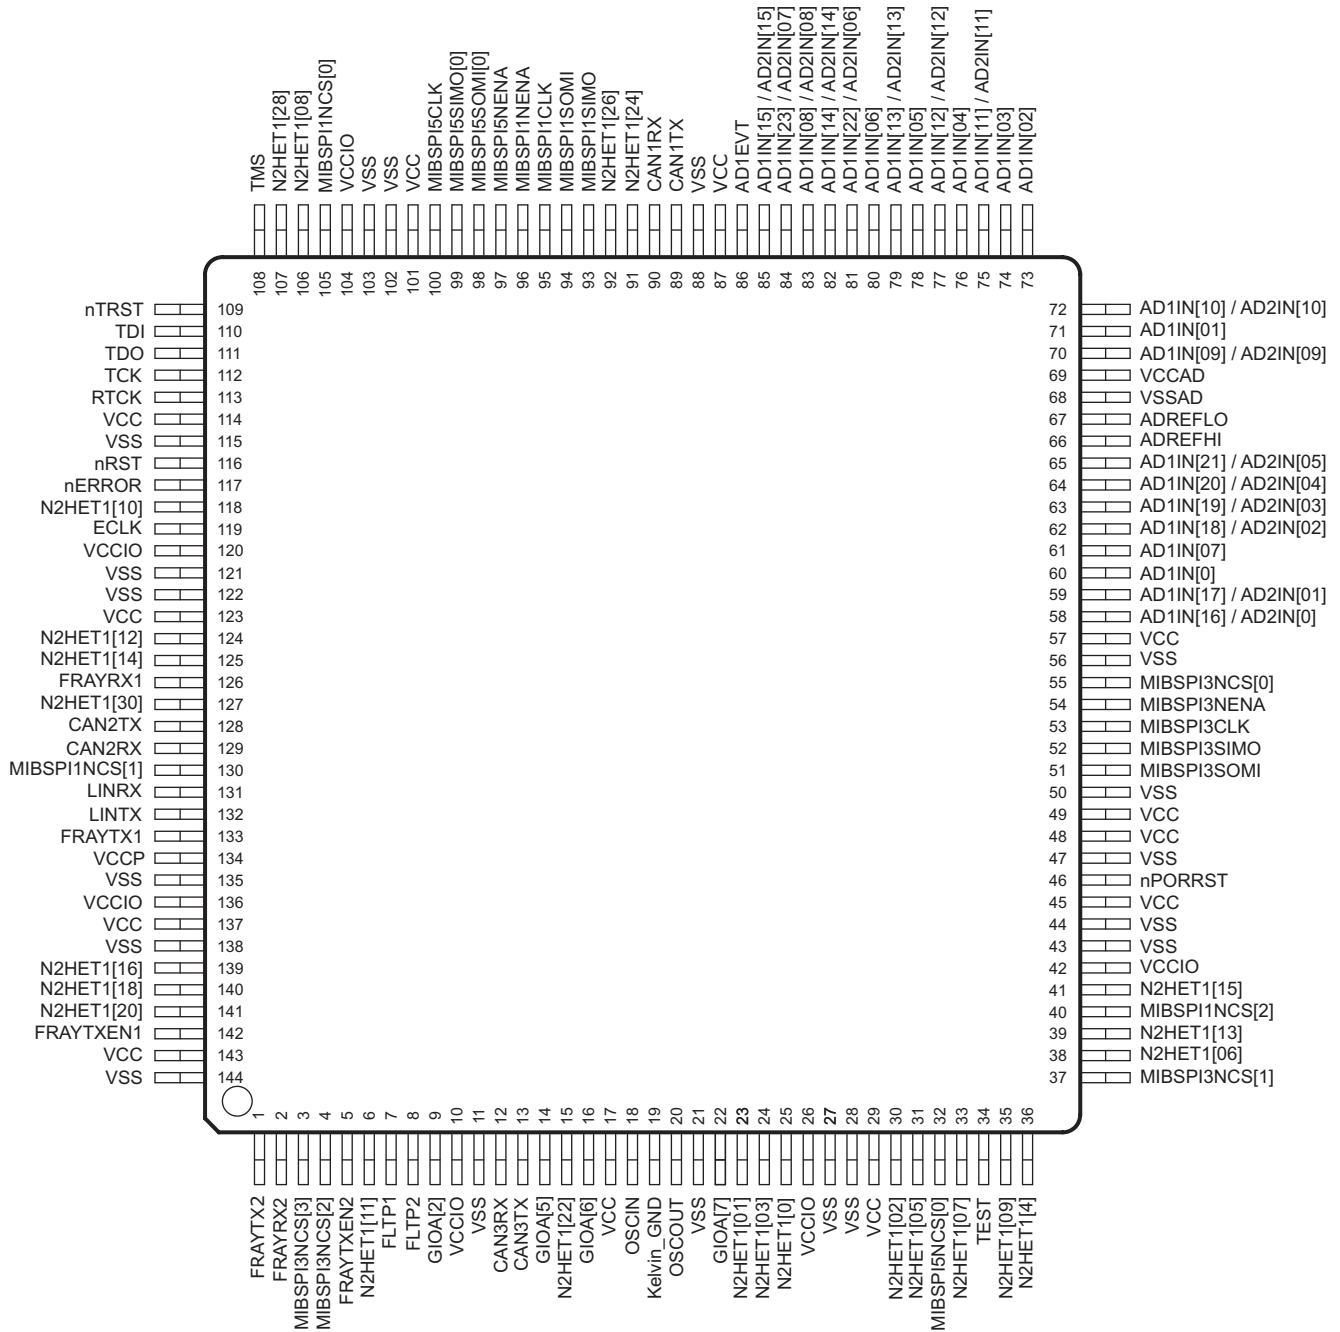 TMS
N2HET1[28]
N2HET1[08]
MIBSPI1NCS[0]
VCCIO
VSS
VSS
VCC
MIBSPI5CLK
MIBSPI5SIMO[0]
MIBSPI5SOMI[0]
MIBSPI5NENA
MIBSPI1NENA
MIBSPI1CLK
MIBSPI1SOMI
MIBSPI1SIMO
N2HET1[26]
N2HET1[24]
CAN1RX
CAN1TX
VSS
VCC
AD1EVT
AD1IN[15] / AD2IN[15]
AD1IN[23] / AD2IN[07]
AD1IN[08] / AD2IN[08]
AD1IN[14] / AD2IN[14]
AD1IN[22] / AD2IN[06]
AD1IN[06]
AD1IN[13] / AD2IN[13]
AD1IN[05]
AD1IN[12] / AD2IN[12]
AD1IN[04]
AD1IN[11] / AD2IN[11]
AD1IN[03]
AD1IN[02]
108
107
106
105
104
103
102
101
100
99
98
97
96
95
94
93
92
91
90
89
88
87
86
85
84
83
82
81
80
79
78
77
76
75
74
73
nTRST 109
TDI 110
TDO 111
TCK 112
RTCK 113
VCC 114
VSS 115
nRST 116
nERROR 117
N2HET1[10] 118
ECLK 119
VCCIO 120
VSS 121
VSS 122
VCC 123
N2HET1[12] 124
N2HET1[14] 125
FRAYRX1 126
N2HET1[30] 127
CAN2TX 128
CAN2RX 129
MIBSPI1NCS[1] 130
LINRX 131
LINTX 132
FRAYTX1 133
VCCP 134
VSS 135
VCCIO 136
VCC 137
VSS 138
N2HET1[16] 139
N2HET1[18] 140
N2HET1[20] 141
FRAYTXEN1 142
VCC 143
VSS 144
72 AD1IN[10] / AD2IN[10]
71 AD1IN[01]
70 AD1IN[09] / AD2IN[09]
69 VCCAD
68 VSSAD
67 ADREFLO
66 ADREFHI
65 AD1IN[21] / AD2IN[05]
64 AD1IN[20] / AD2IN[04]
63 AD1IN[19] / AD2IN[03]
62 AD1IN[18] / AD2IN[02]
61 AD1IN[07]
60 AD1IN[0]
59 AD1IN[17] / AD2IN[01]
58 AD1IN[16] / AD2IN[0]
57 VCC
56 VSS
55 MIBSPI3NCS[0]
54 MIBSPI3NENA
53 MIBSPI3CLK
52 MIBSPI3SIMO
51 MIBSPI3SOMI
50 VSS
49 VCC
48 VCC
47 VSS
46 nPORRST
45 VCC
44 VSS
43 VSS
42 VCCIO
41 N2HET1[15]
40 MIBSPI1NCS[2]
39 N2HET1[13]
38 N2HET1[06]
37 MIBSPI3NCS[1]
1
2
3
4
5
6
7
8
9
10
11
12
13
14
15
16
17
18
19
20
21
22
23
24
25
26
27
28
29
30
31
32
33
34
35
36
FRAYTX2
FRAYRX2
MIBSPI3NCS[3]
MIBSPI3NCS[2]
FRAYTXEN2
N2HET1[11]
FLTP1
FLTP2
GIOA[2]
VCCIO
VSS
CAN3RX
CAN3TX
GIOA[5]
N2HET1[22]
GIOA[6]
VCC
OSCIN
Kelvin_GND
OSCOUT
VSS
GIOA[7]
N2HET1[01]
N2HET1[03]
N2HET1[0]
VCCIO
VSS
VSS
VCC
N2HET1[02]
N2HET1[05]
MIBSPI5NCS[0]
N2HET1[07]
TEST
N2HET1[09]
N2HET1[4]